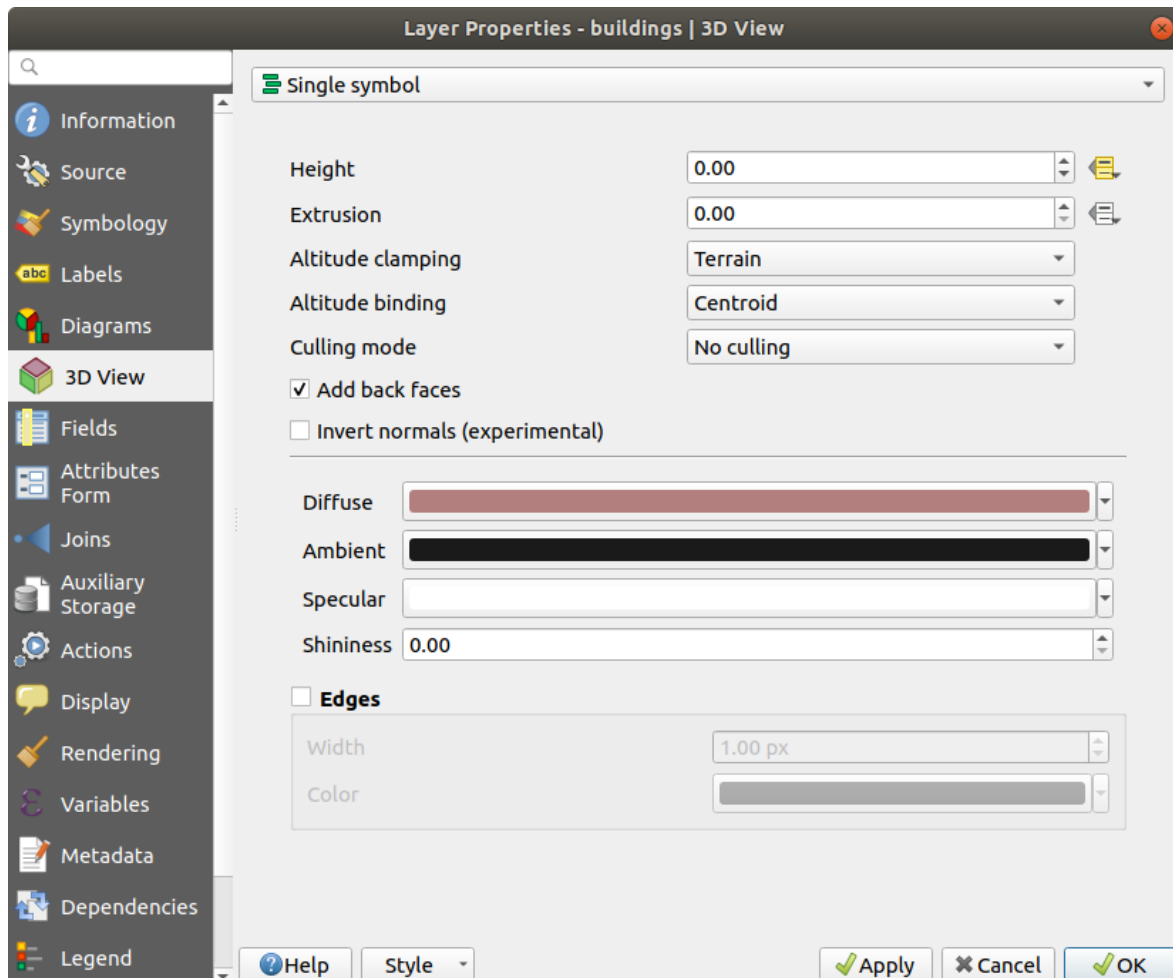 Layer Properties - buildings | 3D View
Information
Source
Symbology
abc Labels
Diagrams
3D View
Fields
Attributes
Form
Joins
Auxiliary
Storage
Actions
Display
Rendering
Variables
Metadata
Dependencies
Legend
Single symbol
Height 0.00
Extrusion 0.00
Altitude clamping Terrain
Altitude binding Centroid
Culling mode No culling
Add back faces
Invert normals (experimental)
Diffuse
Ambient
Specular
Shininess 0.00
Edges
Width 1.00 px
Color
Help Style Apply Cancel OK